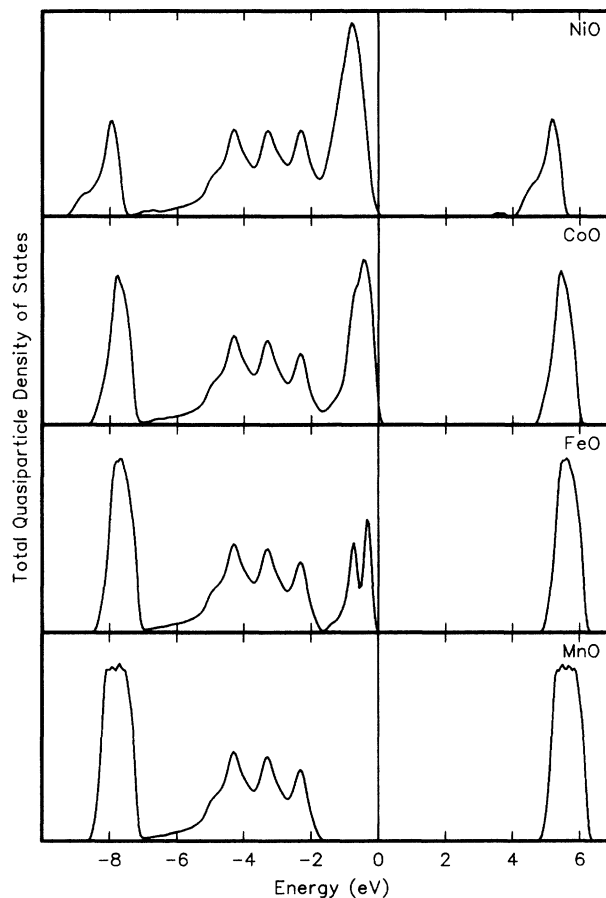 NiO
CoO
FeO
MnO
Total Quasiparticle Density of States
-8 -6 -4 -2 0 2 4 6
Energy (eV)